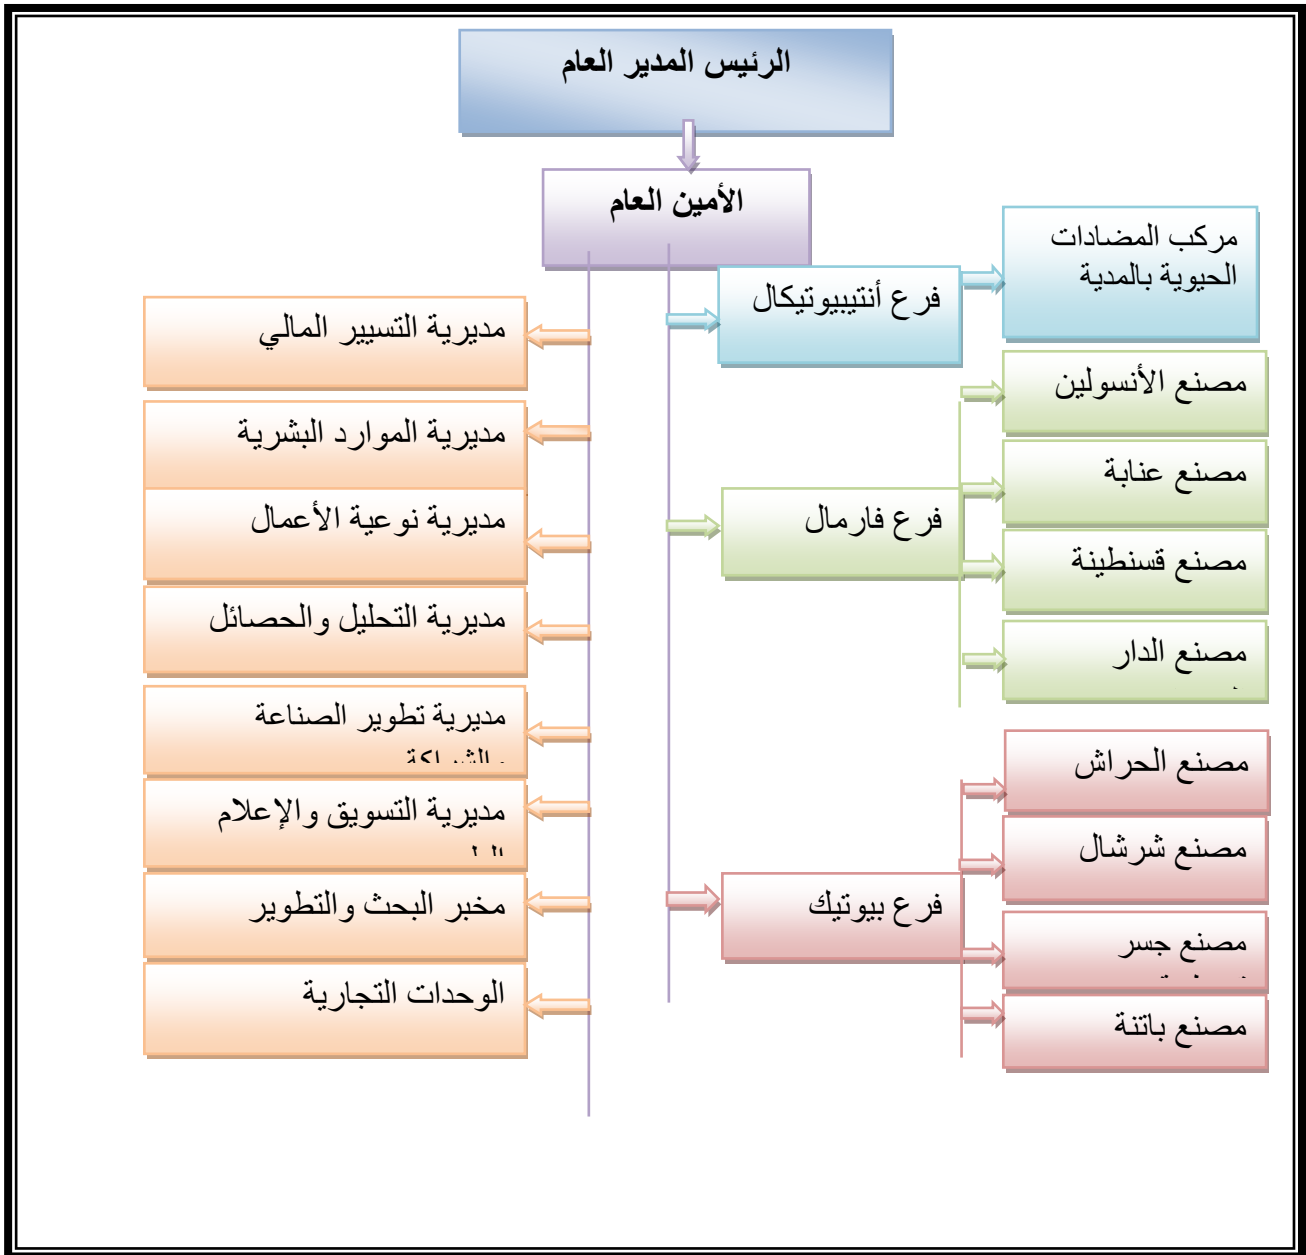 الرئيس المدير العام
الأمين العام
مركب المضادات
الحيوية بالمدية
فرع أنتيبيوتيكال
مصنع الأنسولين
مصنع عنابة
فرع فارمال
مصنع قسنطينة
مصنع الدار
مصنع الحراش
مصنع شرشال
فرع بيوتيك
مصنع جسر
مصنع باتنة
مديرية التسيير المالي
مديرية الموارد البشرية
مديرية نوعية الأعمال
مديرية التحليل والحصائل
مديرية تطوير الصناعة
والشراكة
مديرية التسويق والإعلام
مخبر البحث والتطوير
الوحدات التجارية